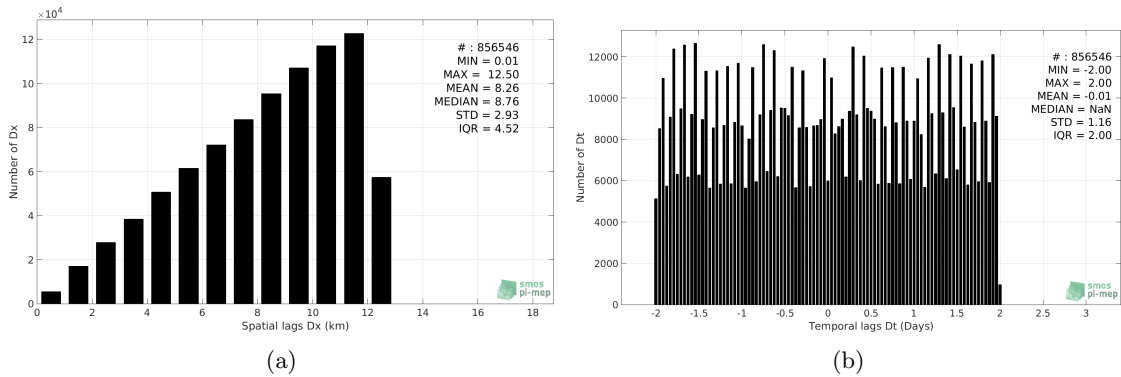 ×10⁴
12
10
8
6
4
2
0
Number of Dx
# : 856546
MIN = 0.01
MAX = 12.50
MEAN = 8.26
MEDIAN = 8.76
STD = 2.93
IQR = 4.52
smos
pi-mep
0 2 4 6 8 10 12 14 16 18
Spatial lags Dx (km)
(a)
12000
10000
8000
6000
4000
2000
0
Number of Dt
# : 856546
MIN = -2.00
MAX = 2.00
MEAN = -0.01
MEDIAN = NaN
STD = 1.16
IQR = 2.00
smos
pi-mep
-2 -1.5 -1 -0.5 0 0.5 1 1.5 2 2.5 3
Temporal lags Dt (Days)
(b)